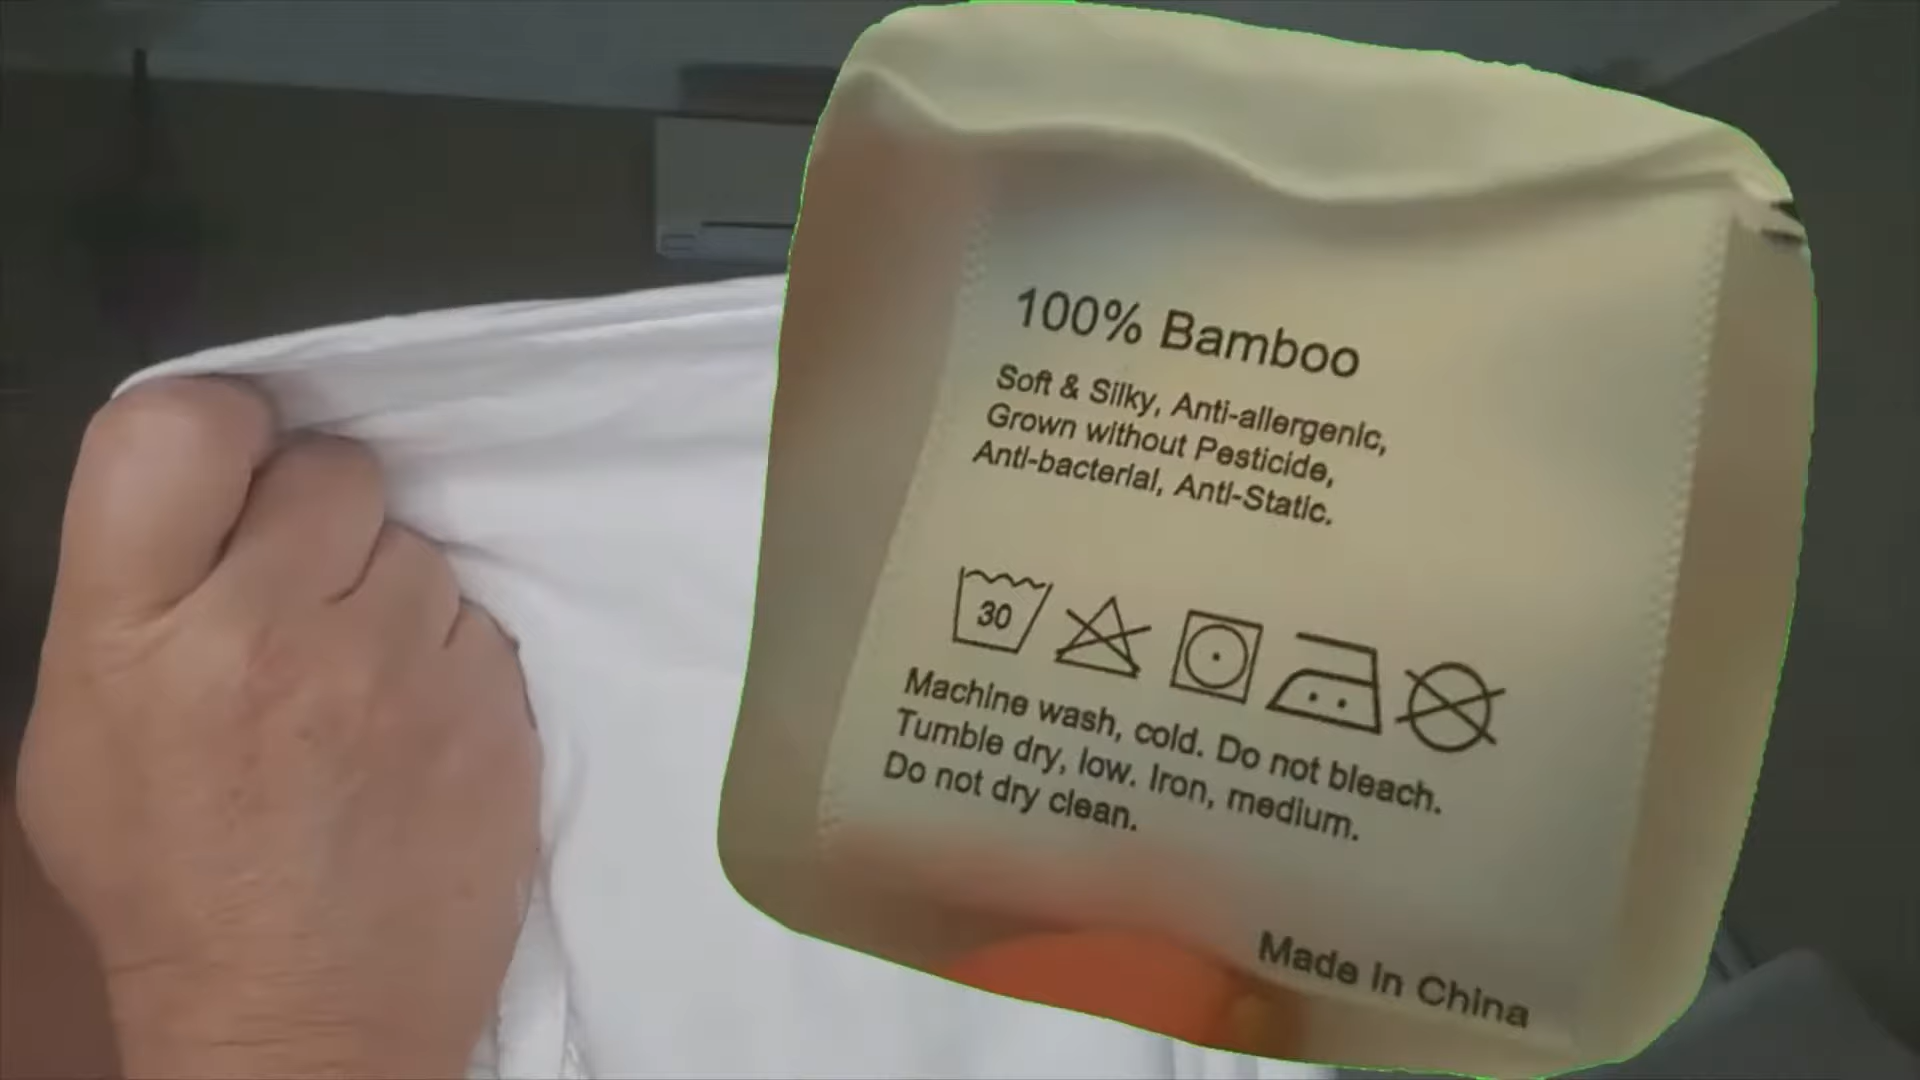 100% Bamboo
Soft & Silky, Anti-allergenic,
Grown without Pesticide,
Anti-bacterial, Anti-Static.
30
Machine wash, cold. Do not bleach.
Tumble dry, low. Iron, medium.
Do not dry clean.
Made in China